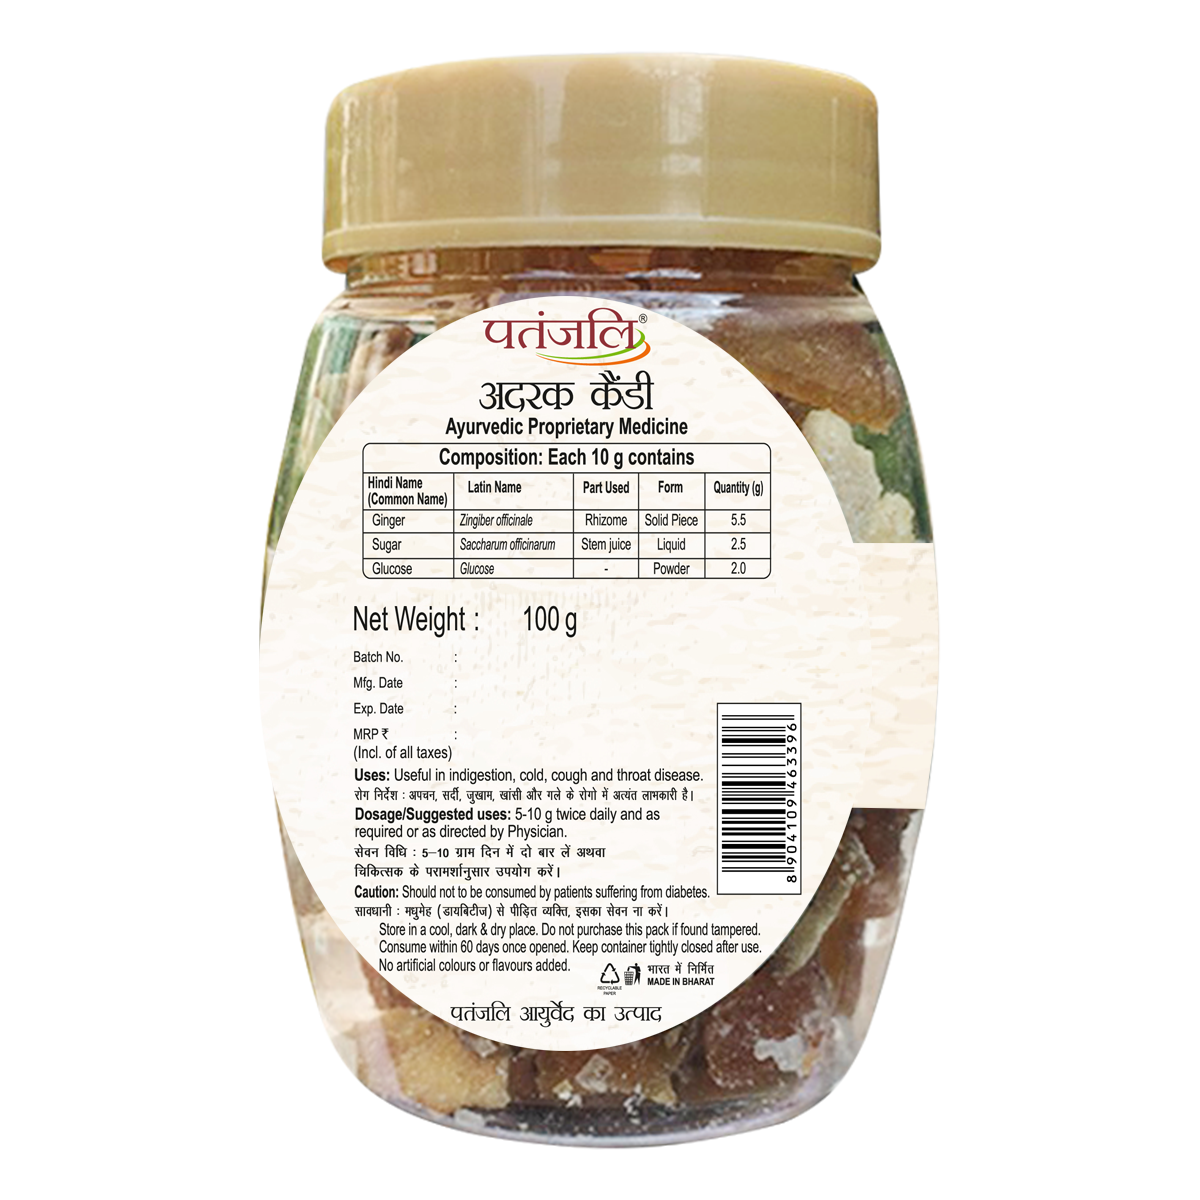 पतंजलि®
अदरक कैंडी
Ayurvedic Proprietary Medicine
Composition: Each 10 g contains
Hindi Name (Common Name) Latin Name Part Used Form Quantity (g)
Ginger Zingiber officinale Rhizome Solid Piece 5.5
Sugar Saccharum officinarum Stem juice Liquid 2.5
Glucose Glucose - Powder 2.0
Net Weight : 100 g
Batch No. :
Mfg. Date :
Exp. Date :
MRP ₹ :
(Incl. of all taxes)
Uses: Useful in indigestion, cold, cough and throat disease.
रोग निर्देश : अपचन, सर्दी, जुखाम, खांसी और गले के रोगो में अत्यंत लाभकारी है।
Dosage/Suggested uses: 5-10 g twice daily and as
required or as directed by Physician.
सेवन विधि : 5–10 ग्राम दिन में दो बार लें अथवा
चिकित्सक के परामर्शानुसार उपयोग करें।
Caution: Should not to be consumed by patients suffering from diabetes.
सावधानी : मधुमेह (डायबिटीज) से पीड़ित व्यक्ति, इसका सेवन ना करें।
Store in a cool, dark & dry place. Do not purchase this pack if found tampered.
Consume within 60 days once opened. Keep container tightly closed after use.
No artificial colours or flavours added.
RECYCLABLE
PAPER
भारत में निर्मित
MADE IN BHARAT
पतंजलि आयुर्वेद का उत्पाद
8 904109 463396